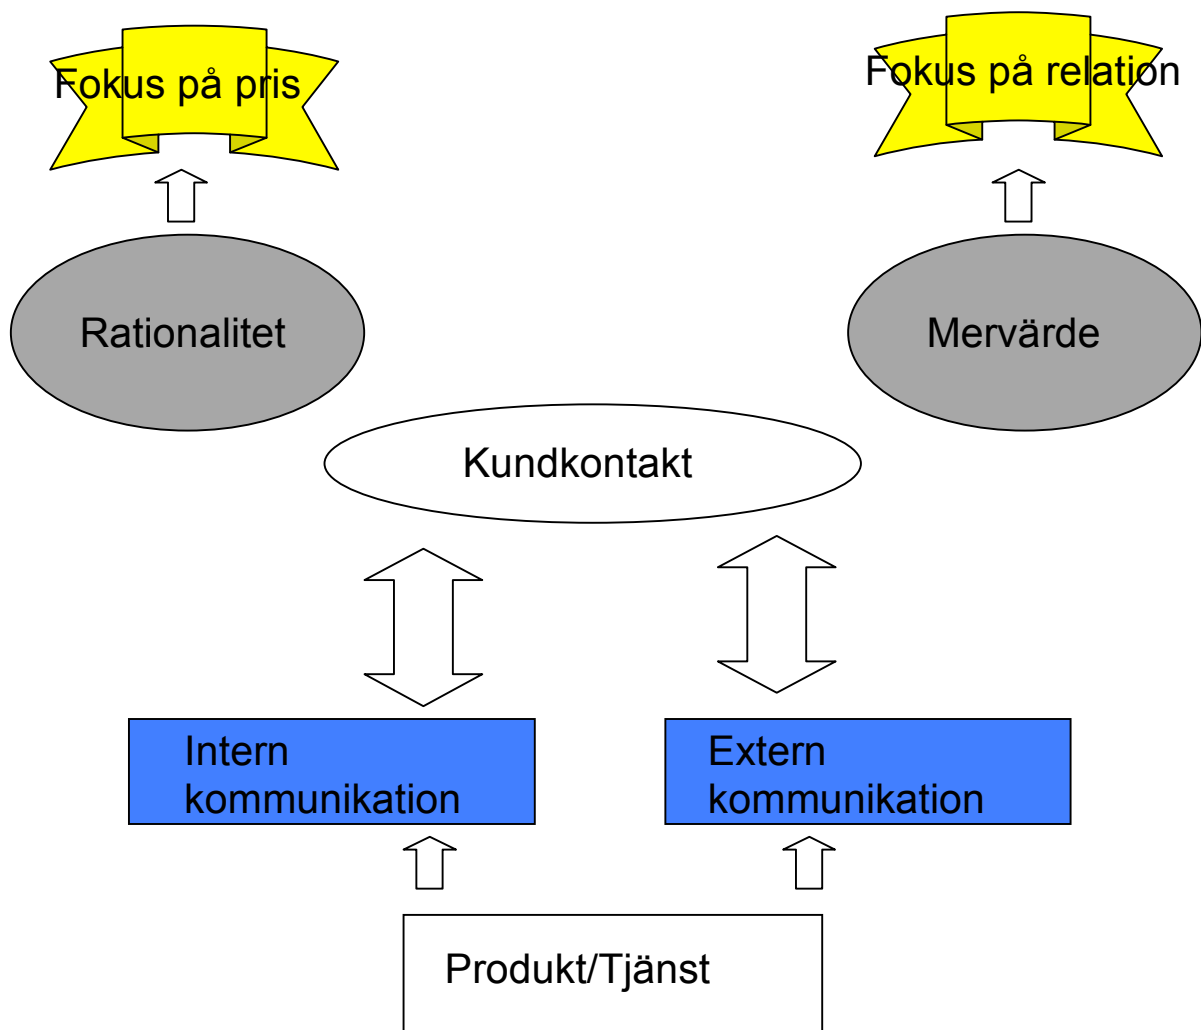 Fokus på pris
Fokus på relation
Rationalitet
Mervärde
Kundkontakt
Intern
kommunikation
Extern
kommunikation
Produkt/Tjänst